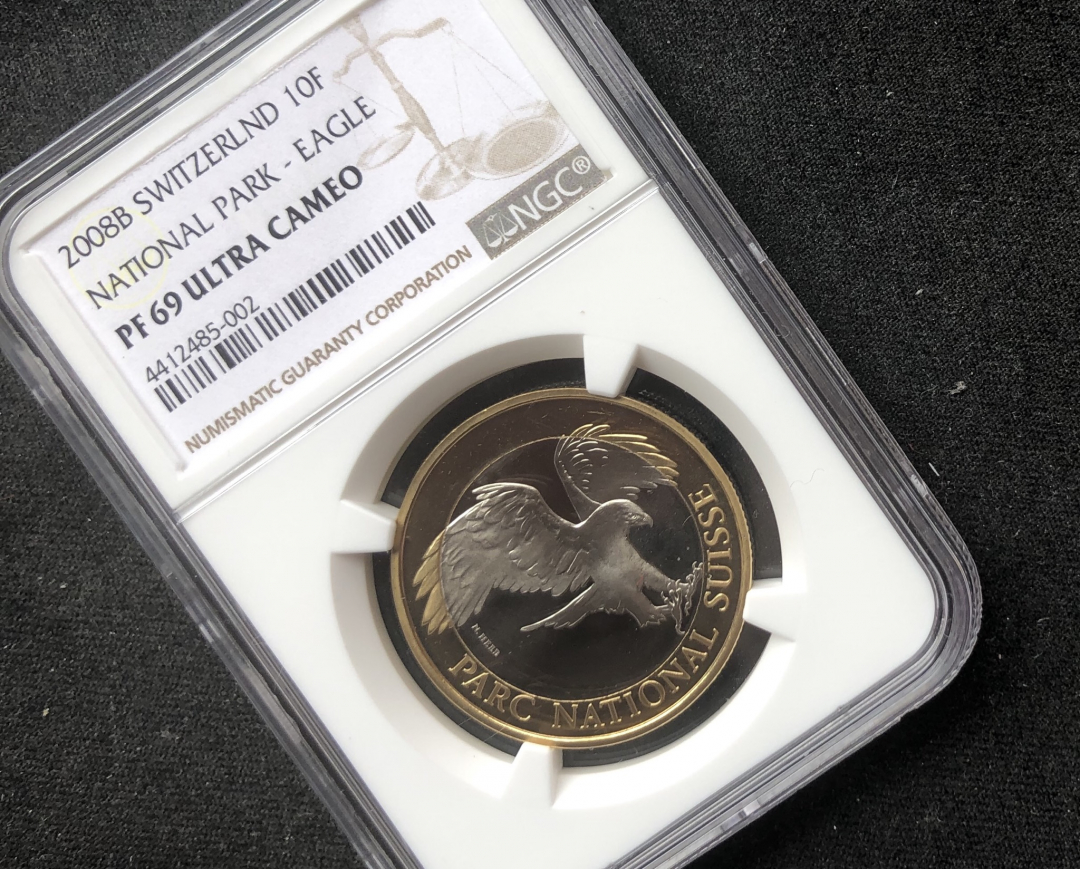 2008B SWITZERLND 10F
NATIONAL PARK - EAGLE
PF 69 ULTRA CAMEO
4412485-002
NUMISMATIC GUARANTY CORPORATION
NGC®
PARC NATIONAL SUISSE
N.HERB